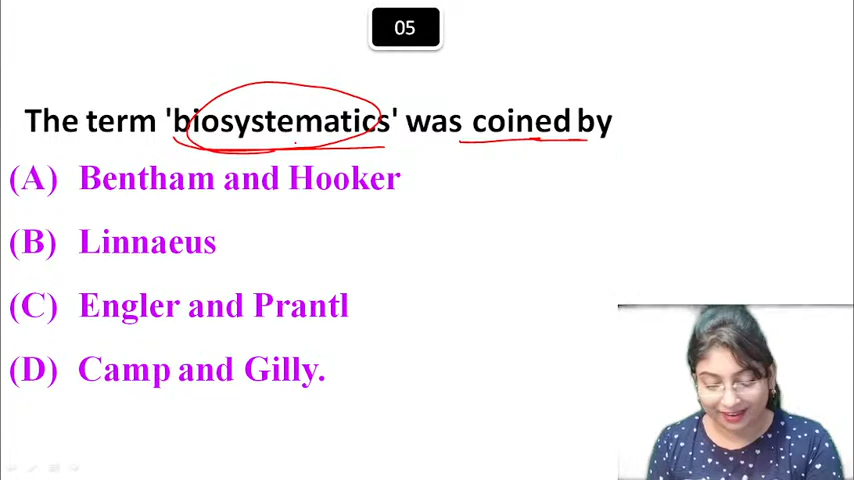 05
The term 'biosystematics' was coined by
(A) Bentham and Hooker
(B) Linnaeus
(C) Engler and Prantl
(D) Camp and Gilly.